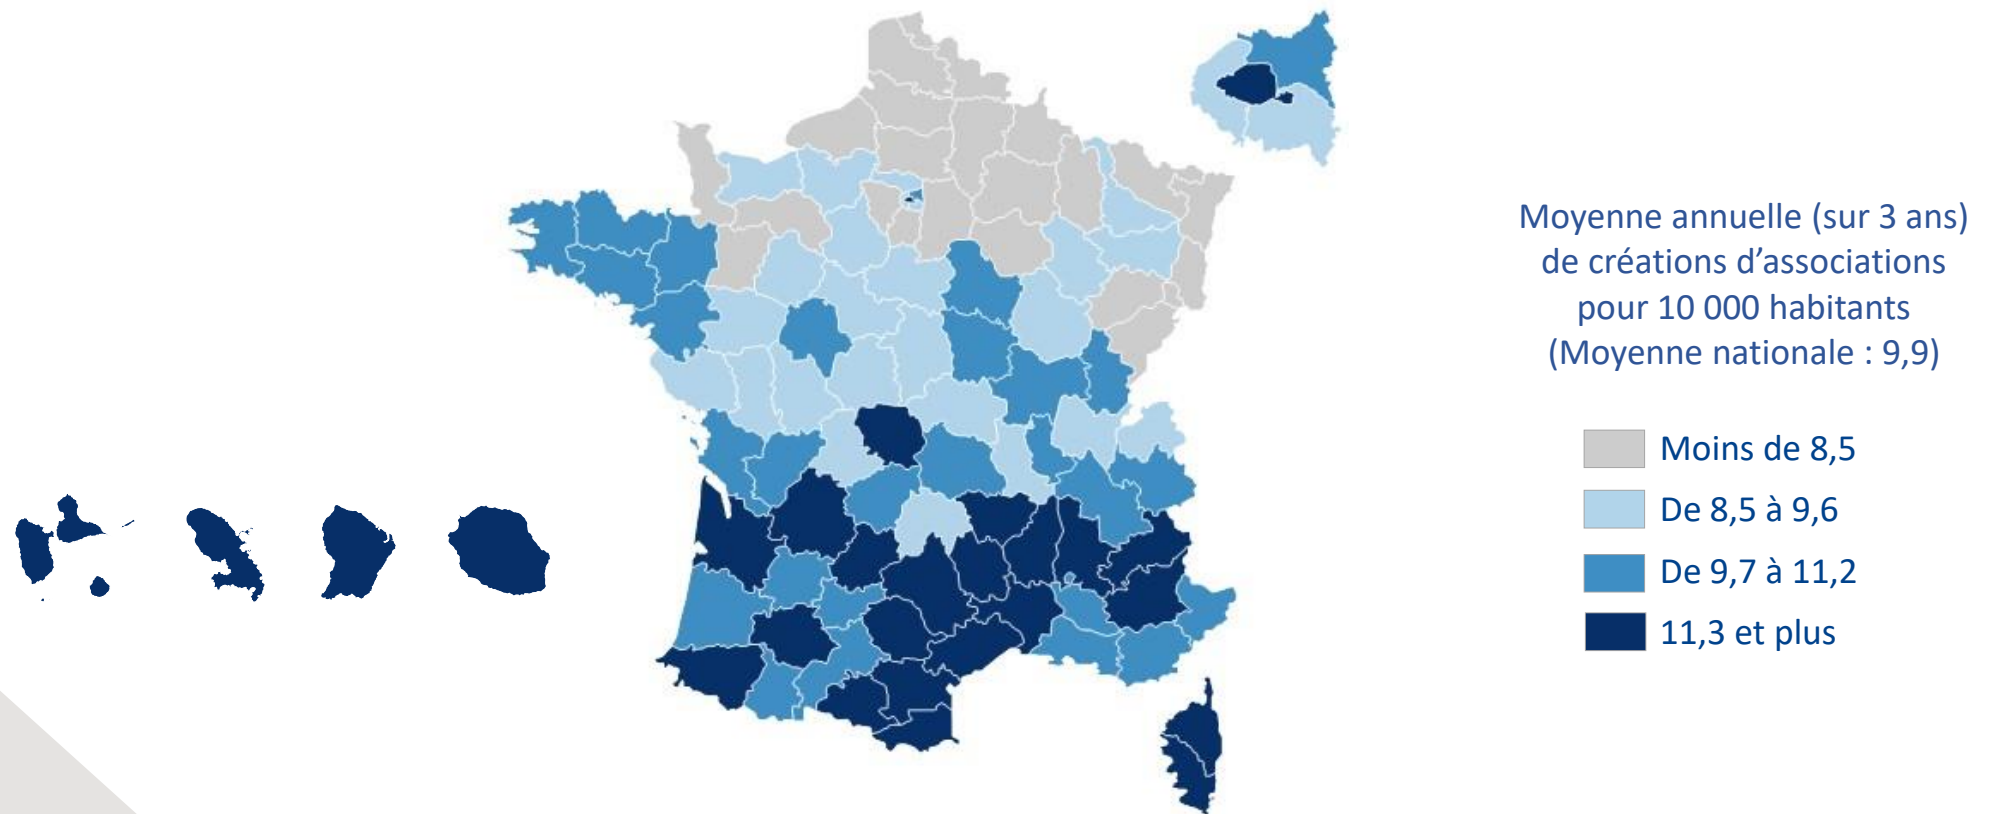 Moyenne annuelle (sur 3 ans)
de créations d’associations
pour 10 000 habitants
(Moyenne nationale : 9,9)
Moins de 8,5
De 8,5 à 9,6
De 9,7 à 11,2
11,3 et plus